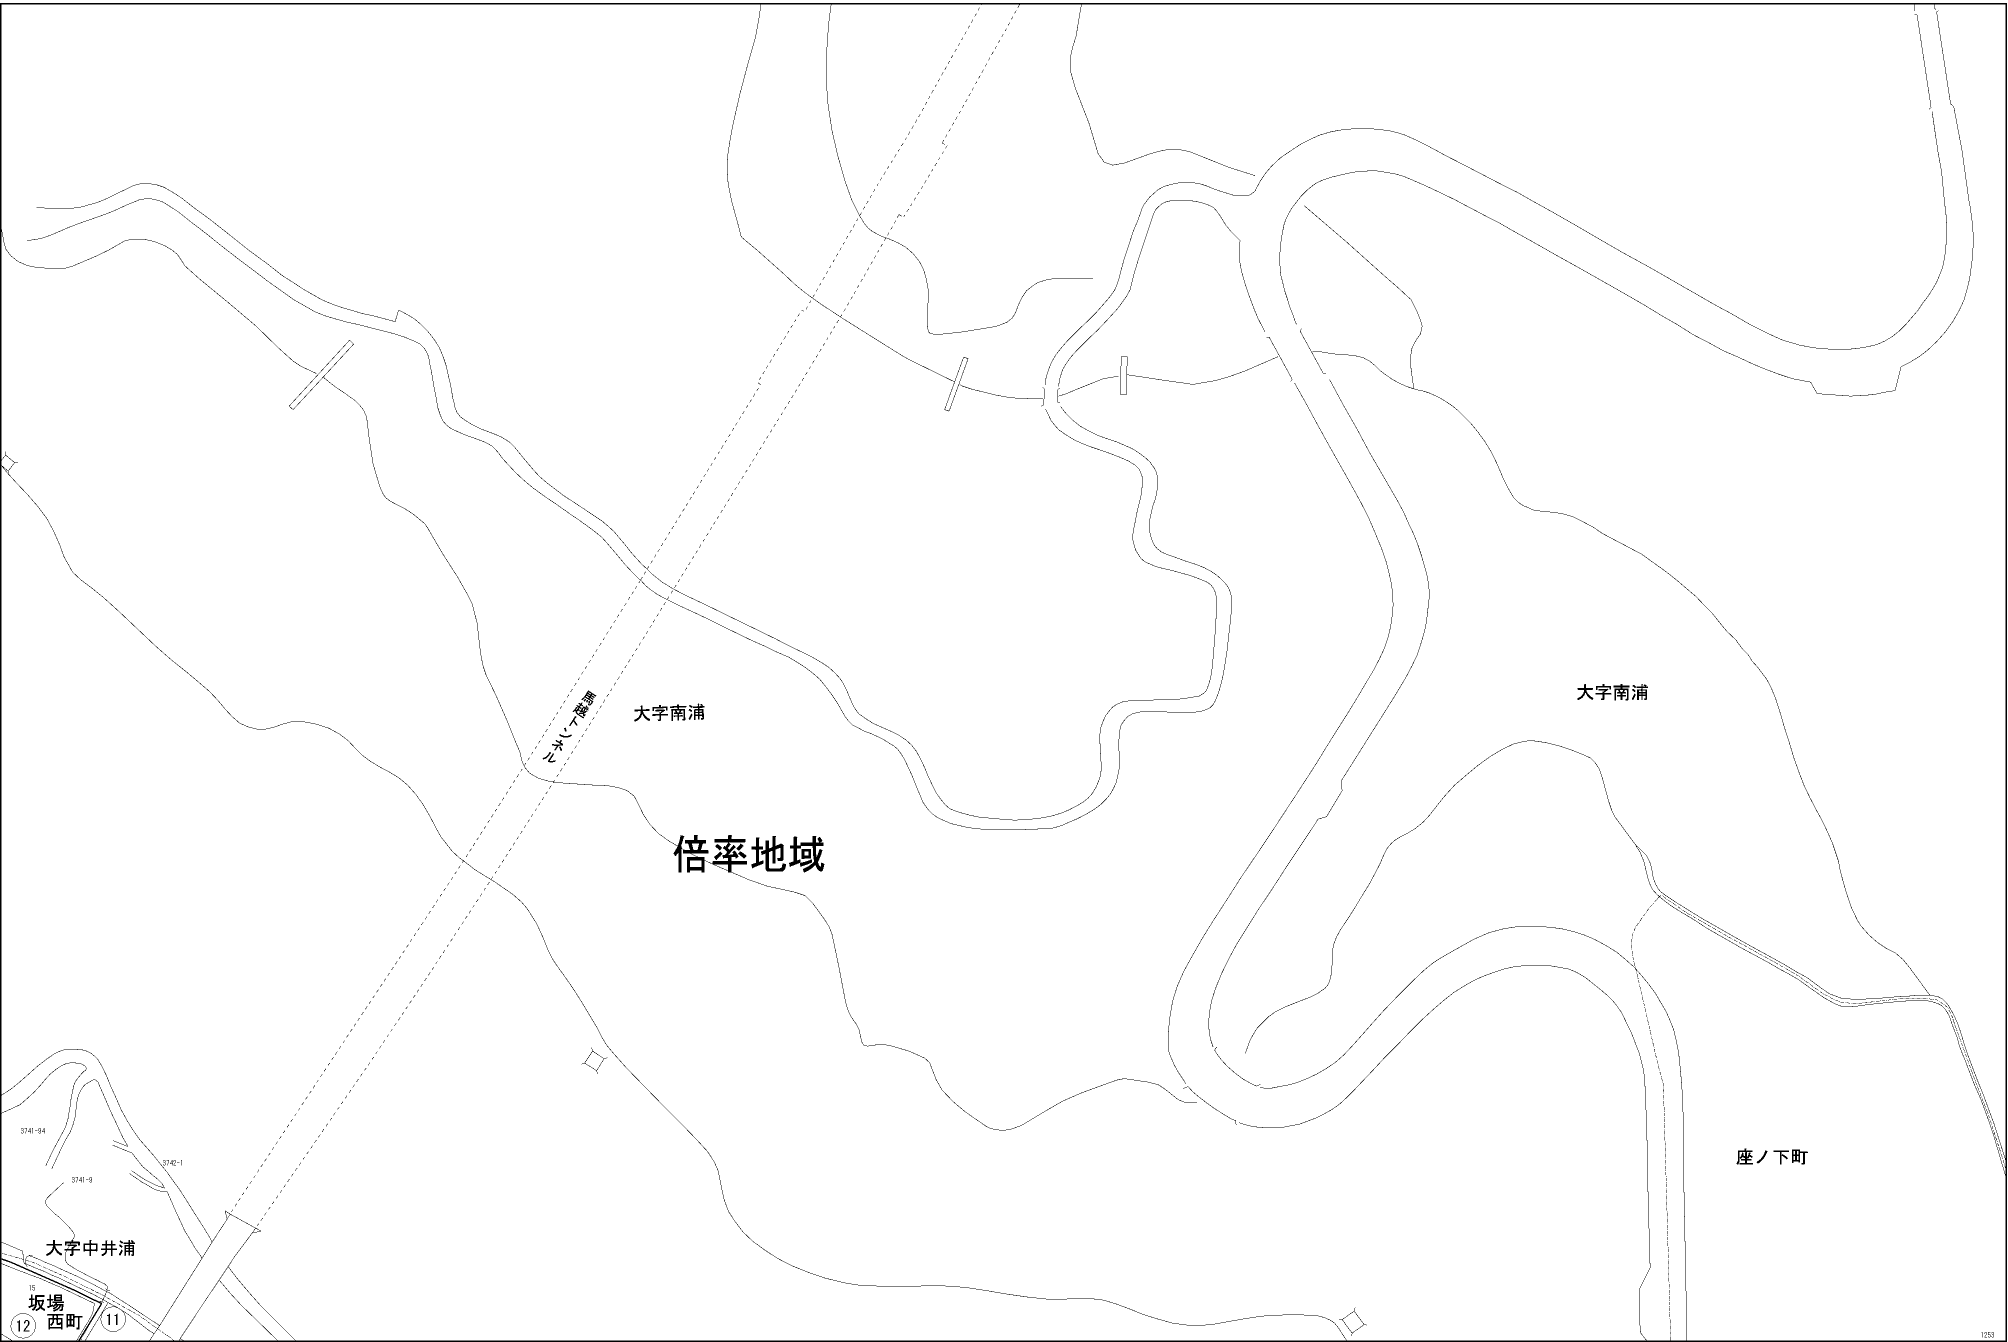 馬越トンネル
大字南浦
大字南浦
倍率地域
3741-94
3742-1
3741-9
座ノ下町
大字中井浦
15
坂場
西町
12
11
1253